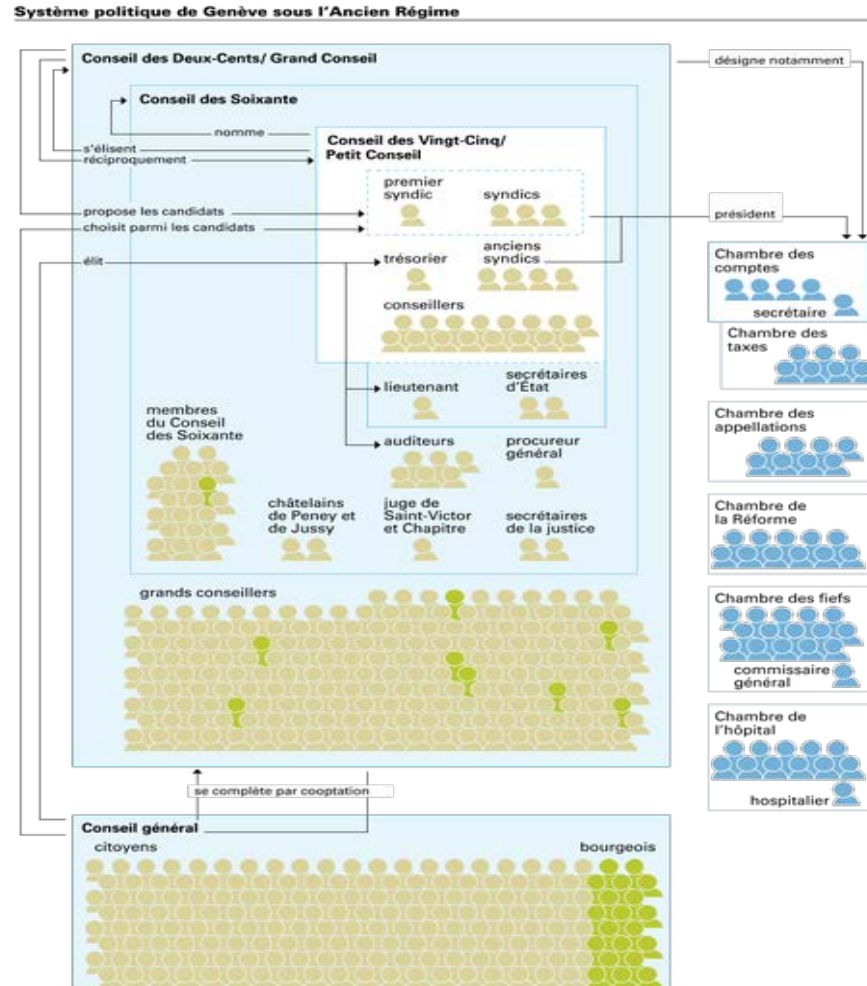 Système politique de Genève sous l'Ancien Régime
Conseil des Deux-Cents/ Grand Conseil
désigne notamment
Conseil des Soixante
nomme
Conseil des Vingt-Cinq/
Petit Conseil
s'élisent
réciproquement
premier
syndic
syndics
propose les candidats
choisit parmi les candidats
président
élit
trésorier
anciens
syndics
conseillers
Chambre des
comptes
secrétaire
Chambre des
taxes
lieutenant
secrétaires
d'État
membres
du Conseil
des Soixante
auditeurs
procureur
général
Chambre des
appellations
châtelains
de Peney et
de Jussy
juge de
Saint-Victor
et Chapitre
secrétaires
de la justice
Chambre de
la Réforme
grands conseillers
Chambre des fiefs
commissaire
général
Chambre de
l'hôpital
hospitalier
se complète par cooptation
Conseil général
citoyens
bourgeois